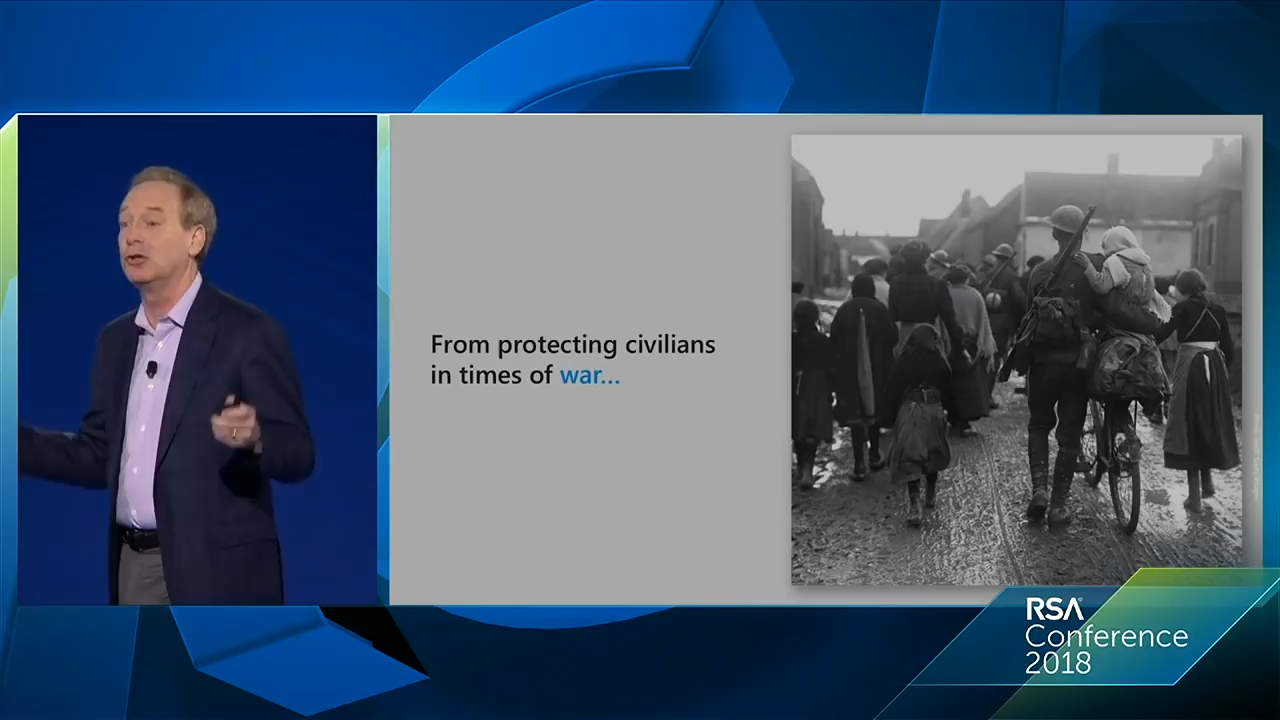 From protecting civilians
in times of war...
RSA
Conference
2018